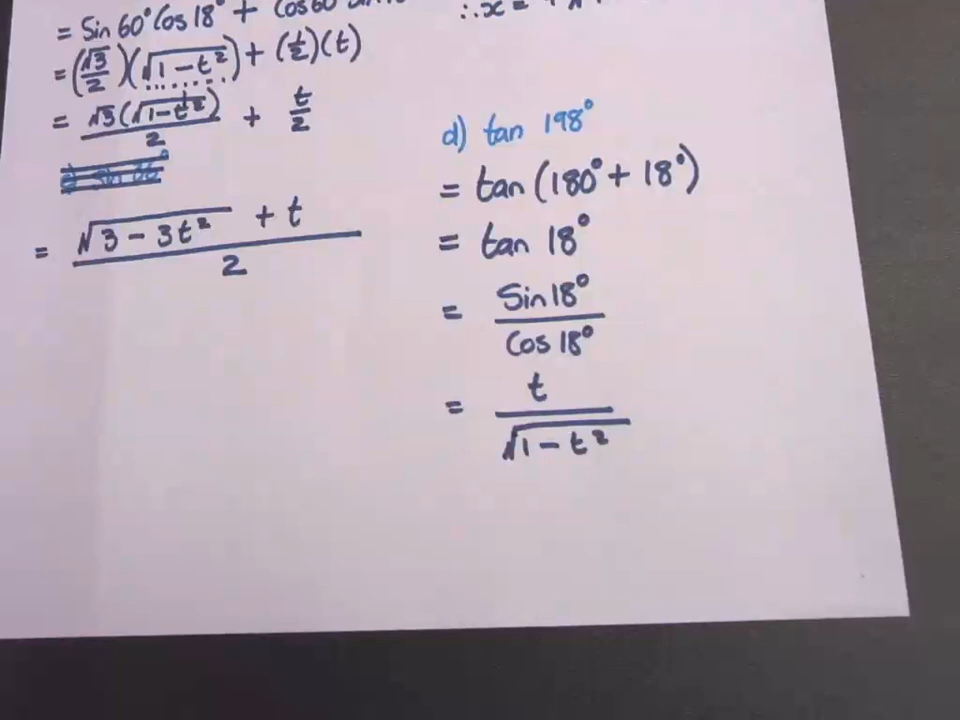 = Sin 60° Cos 18° + Cos 60
= (√3/2)(√1-t²) + (t/2)(t)
= √3(√1-t²)/2 + t/2
= √3-3t² + t / 2
∴x =
d) tan 198°
= tan (180° + 18°)
= tan 18°
= Sin 18° / Cos 18°
= t / √1-t²